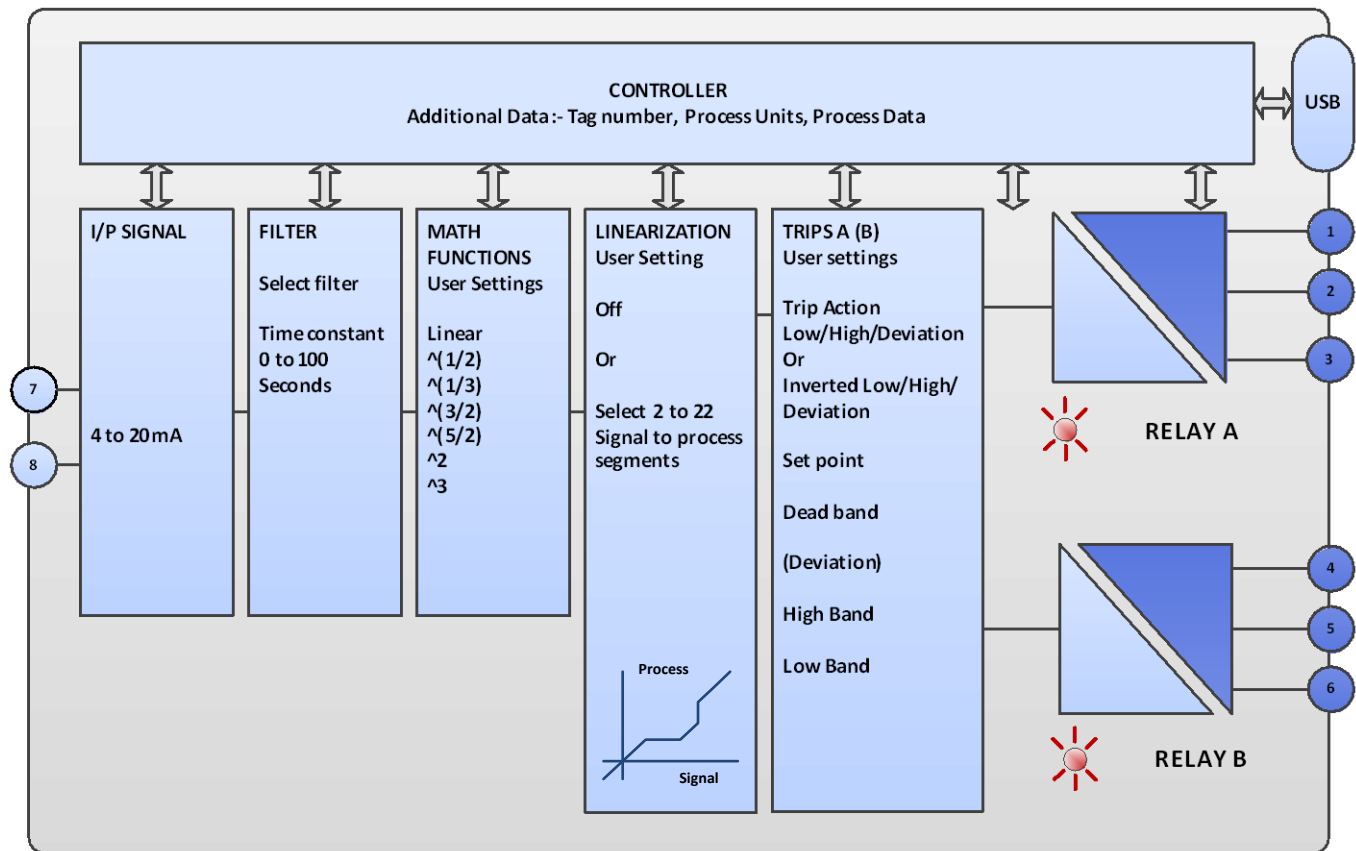 CONTROLLER
Additional Data:- Tag number, Process Units, Process Data
USB
I/P SIGNAL
4 to 20mA
7
8
FILTER
Select filter
Time constant
0 to 100
Seconds
MATH
FUNCTIONS
User Settings
Linear
^(1/2)
^(1/3)
^(3/2)
^(5/2)
^2
^3
LINEARIZATION
User Setting
Off
Or
Select 2 to 22
Signal to process
segments
Process
Signal
TRIPS A (B)
User settings
Trip Action
Low/High/Deviation
Or
Inverted Low/High/
Deviation
Set point
Dead band
(Deviation)
High Band
Low Band
RELAY A
1
2
3
RELAY B
4
5
6